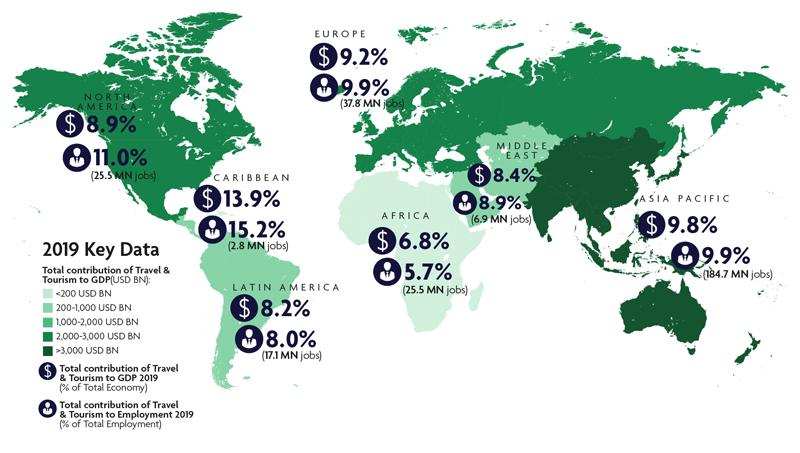 EUROPE
9.2%
9.9%
(37.8 MN jobs)
NORTH
AMERICA
8.9%
11.0%
(25.5 MN jobs)
CARIBBEAN
13.9%
15.2%
(2.8 MN jobs)
MIDDLE
EAST
8.4%
8.9%
(6.9 MN jobs)
ASIA PACIFIC
9.8%
9.9%
(184.7 MN jobs)
AFRICA
6.8%
5.7%
(25.5 MN jobs)
LATIN AMERICA
8.2%
8.0%
(17.1 MN jobs)
2019 Key Data
Total contribution of Travel &
Tourism to GDP(USD BN):
<200 USD BN
200-1,000 USD BN
1,000-2,000 USD BN
2,000-3,000 USD BN
>3,000 USD BN
$ Total contribution of Travel
& Tourism to GDP 2019
(% of Total Economy)
Total contribution of Travel
& Tourism to Employment 2019
(% of Total Employment)